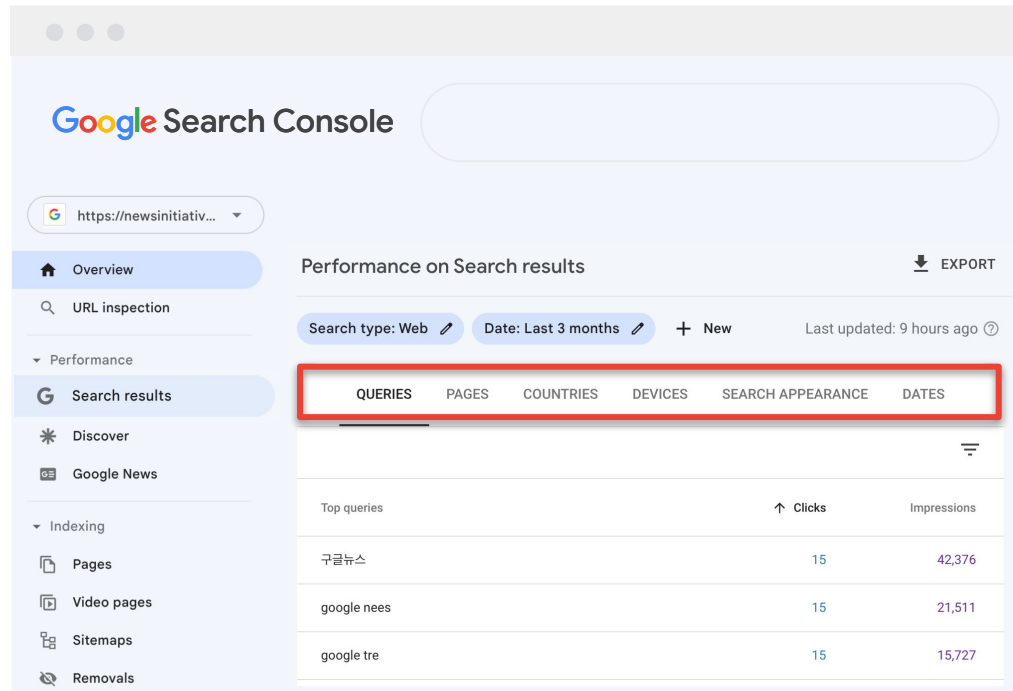 Google Search Console
https://newsinitiativ...
Overview
URL inspection
Performance
Search results
Discover
Google News
Indexing
Pages
Video pages
Sitemaps
Removals
Performance on Search results
EXPORT
Search type: Web
Date: Last 3 months
New
Last updated: 9 hours ago
QUERIES PAGES COUNTRIES DEVICES SEARCH APPEARANCE DATES
Top queries Clicks Impressions
구글뉴스 15 42,376
google nees 15 21,511
google tre 15 15,727